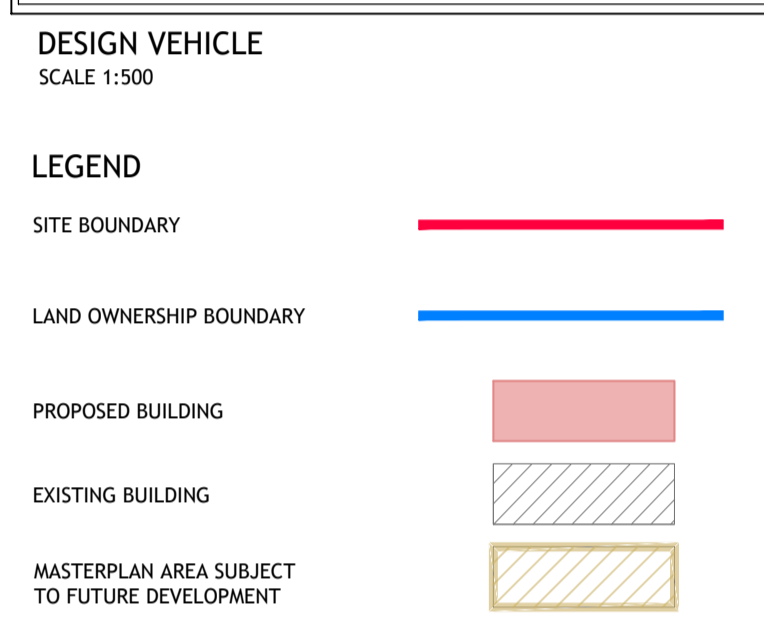 DESIGN VEHICLE
SCALE 1:500
LEGEND
SITE BOUNDARY
LAND OWNERSHIP BOUNDARY
PROPOSED BUILDING
EXISTING BUILDING
MASTERPLAN AREA SUBJECT
TO FUTURE DEVELOPMENT